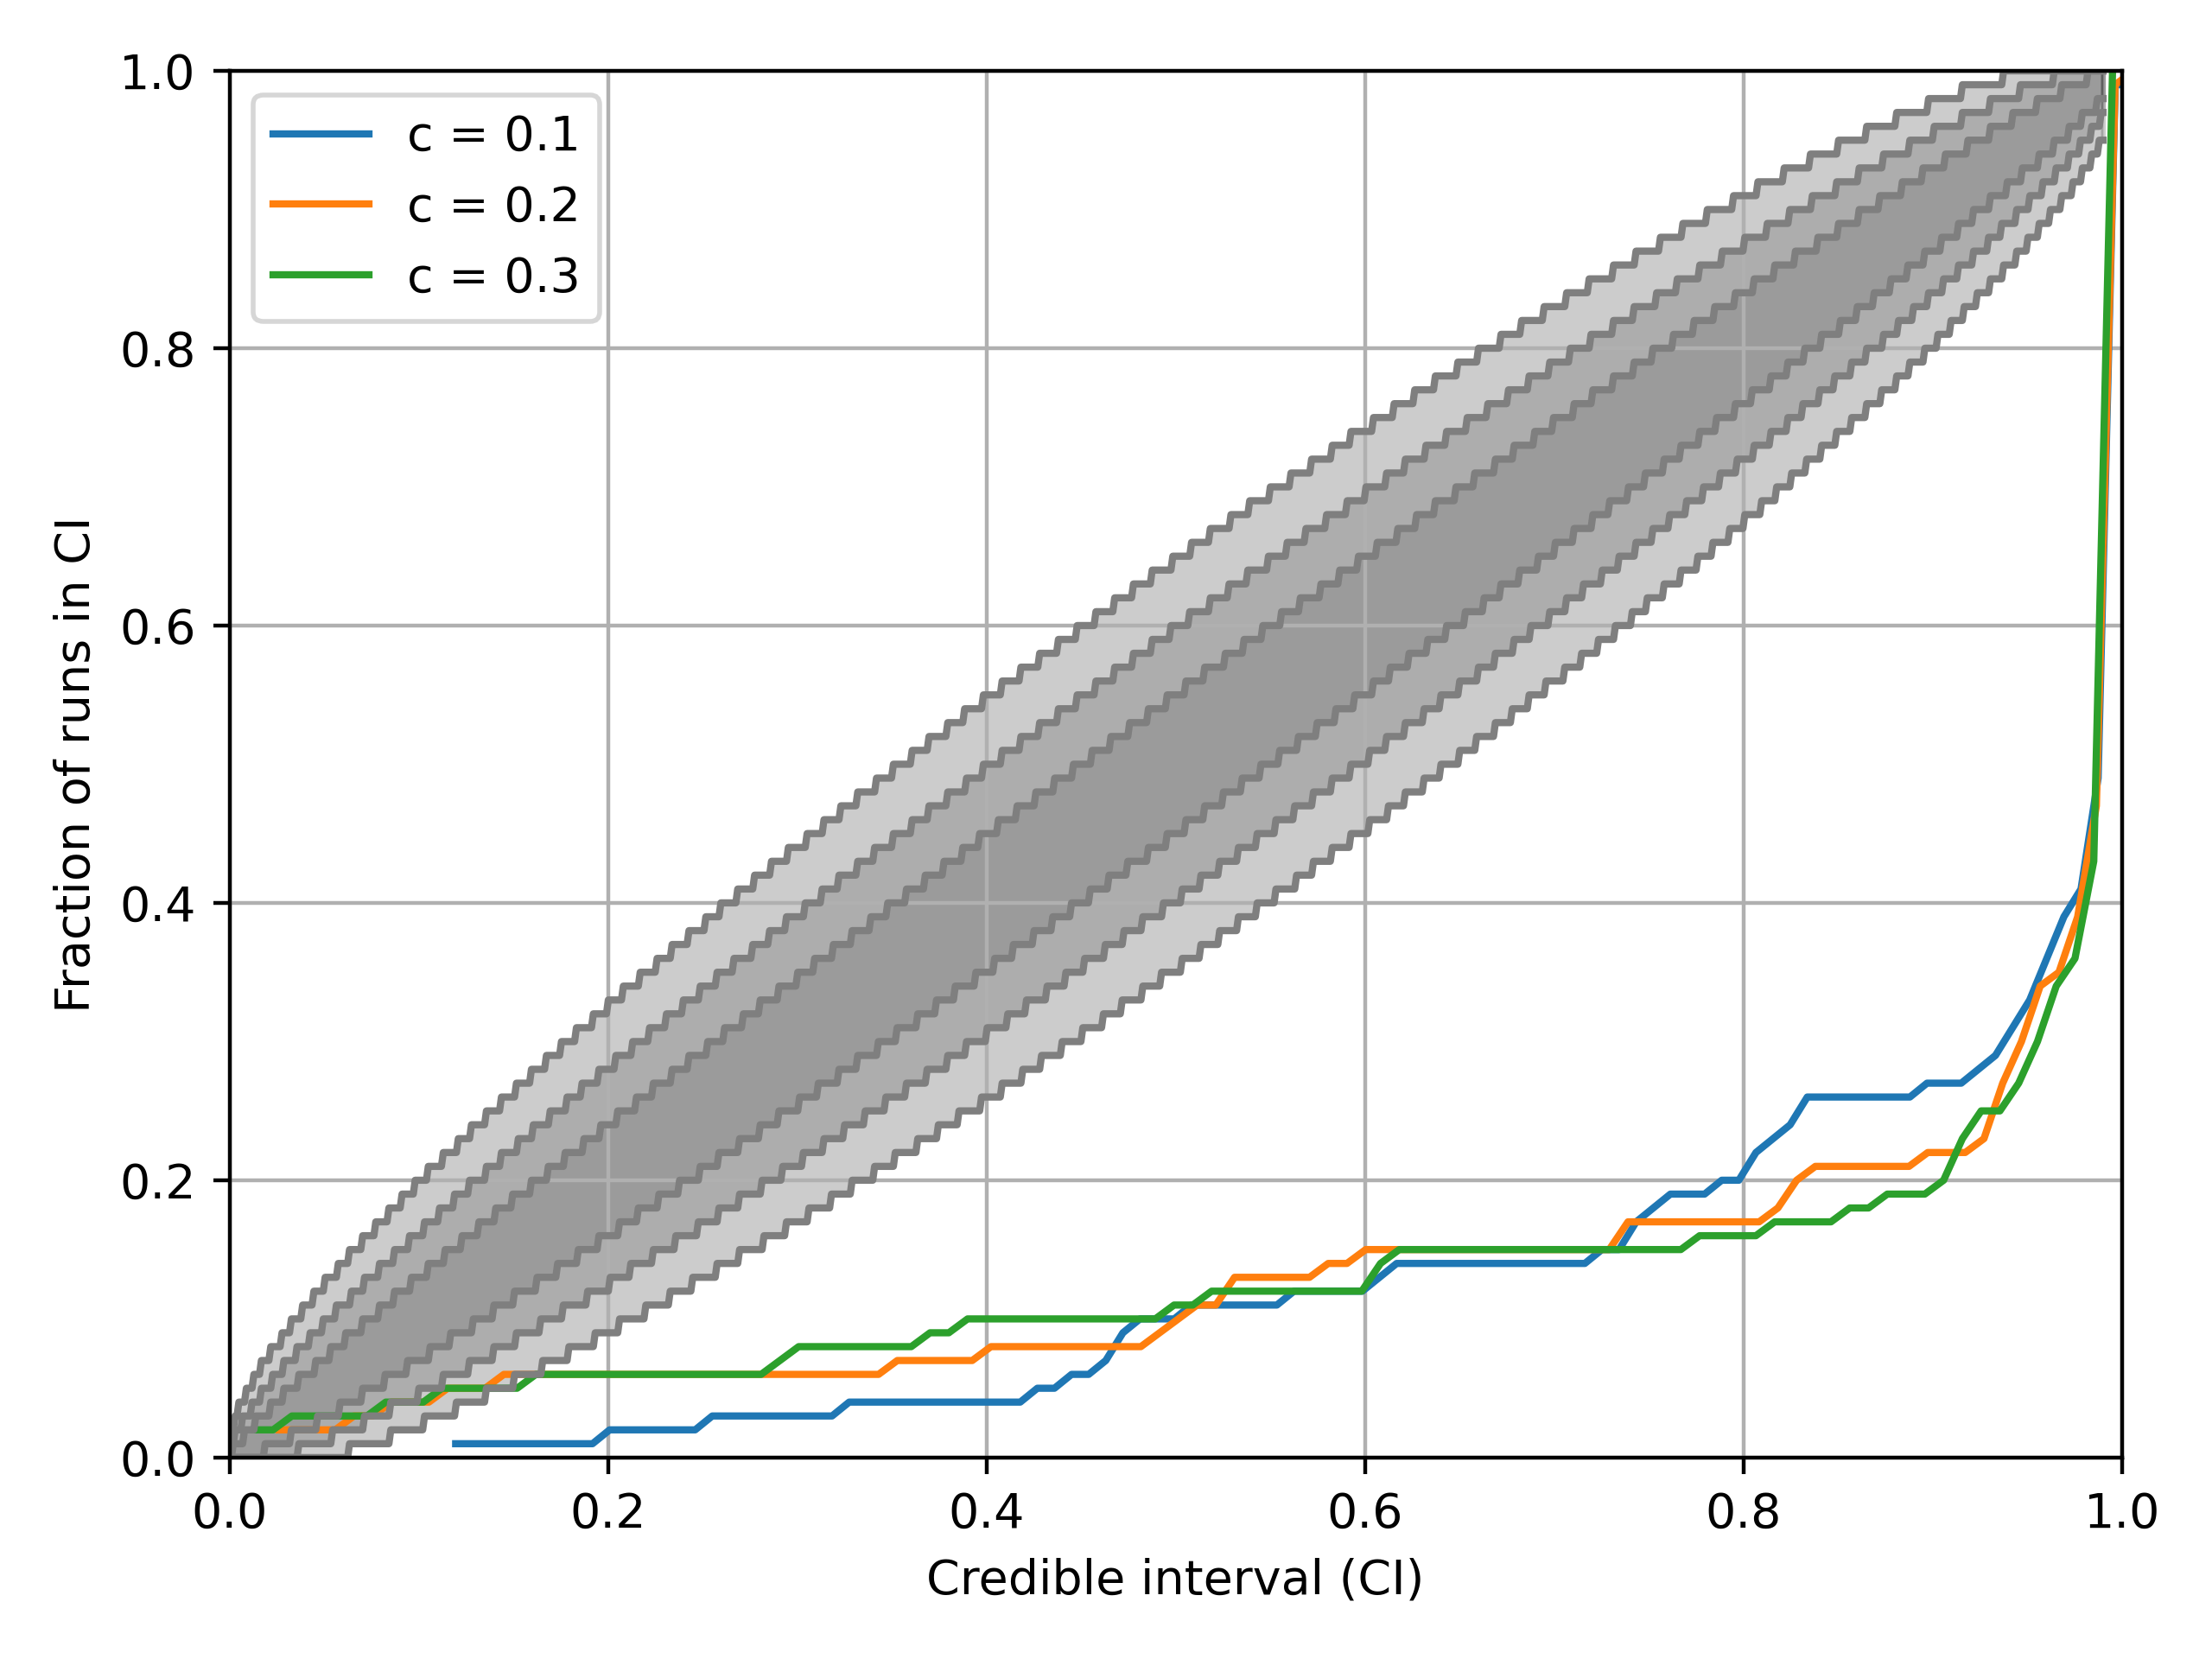 1.0
0.8
0.6
0.4
0.2
0.0
Fraction of runs in CI
c = 0.1
c = 0.2
c = 0.3
0.0 0.2 0.4 0.6 0.8 1.0
Credible interval (CI)